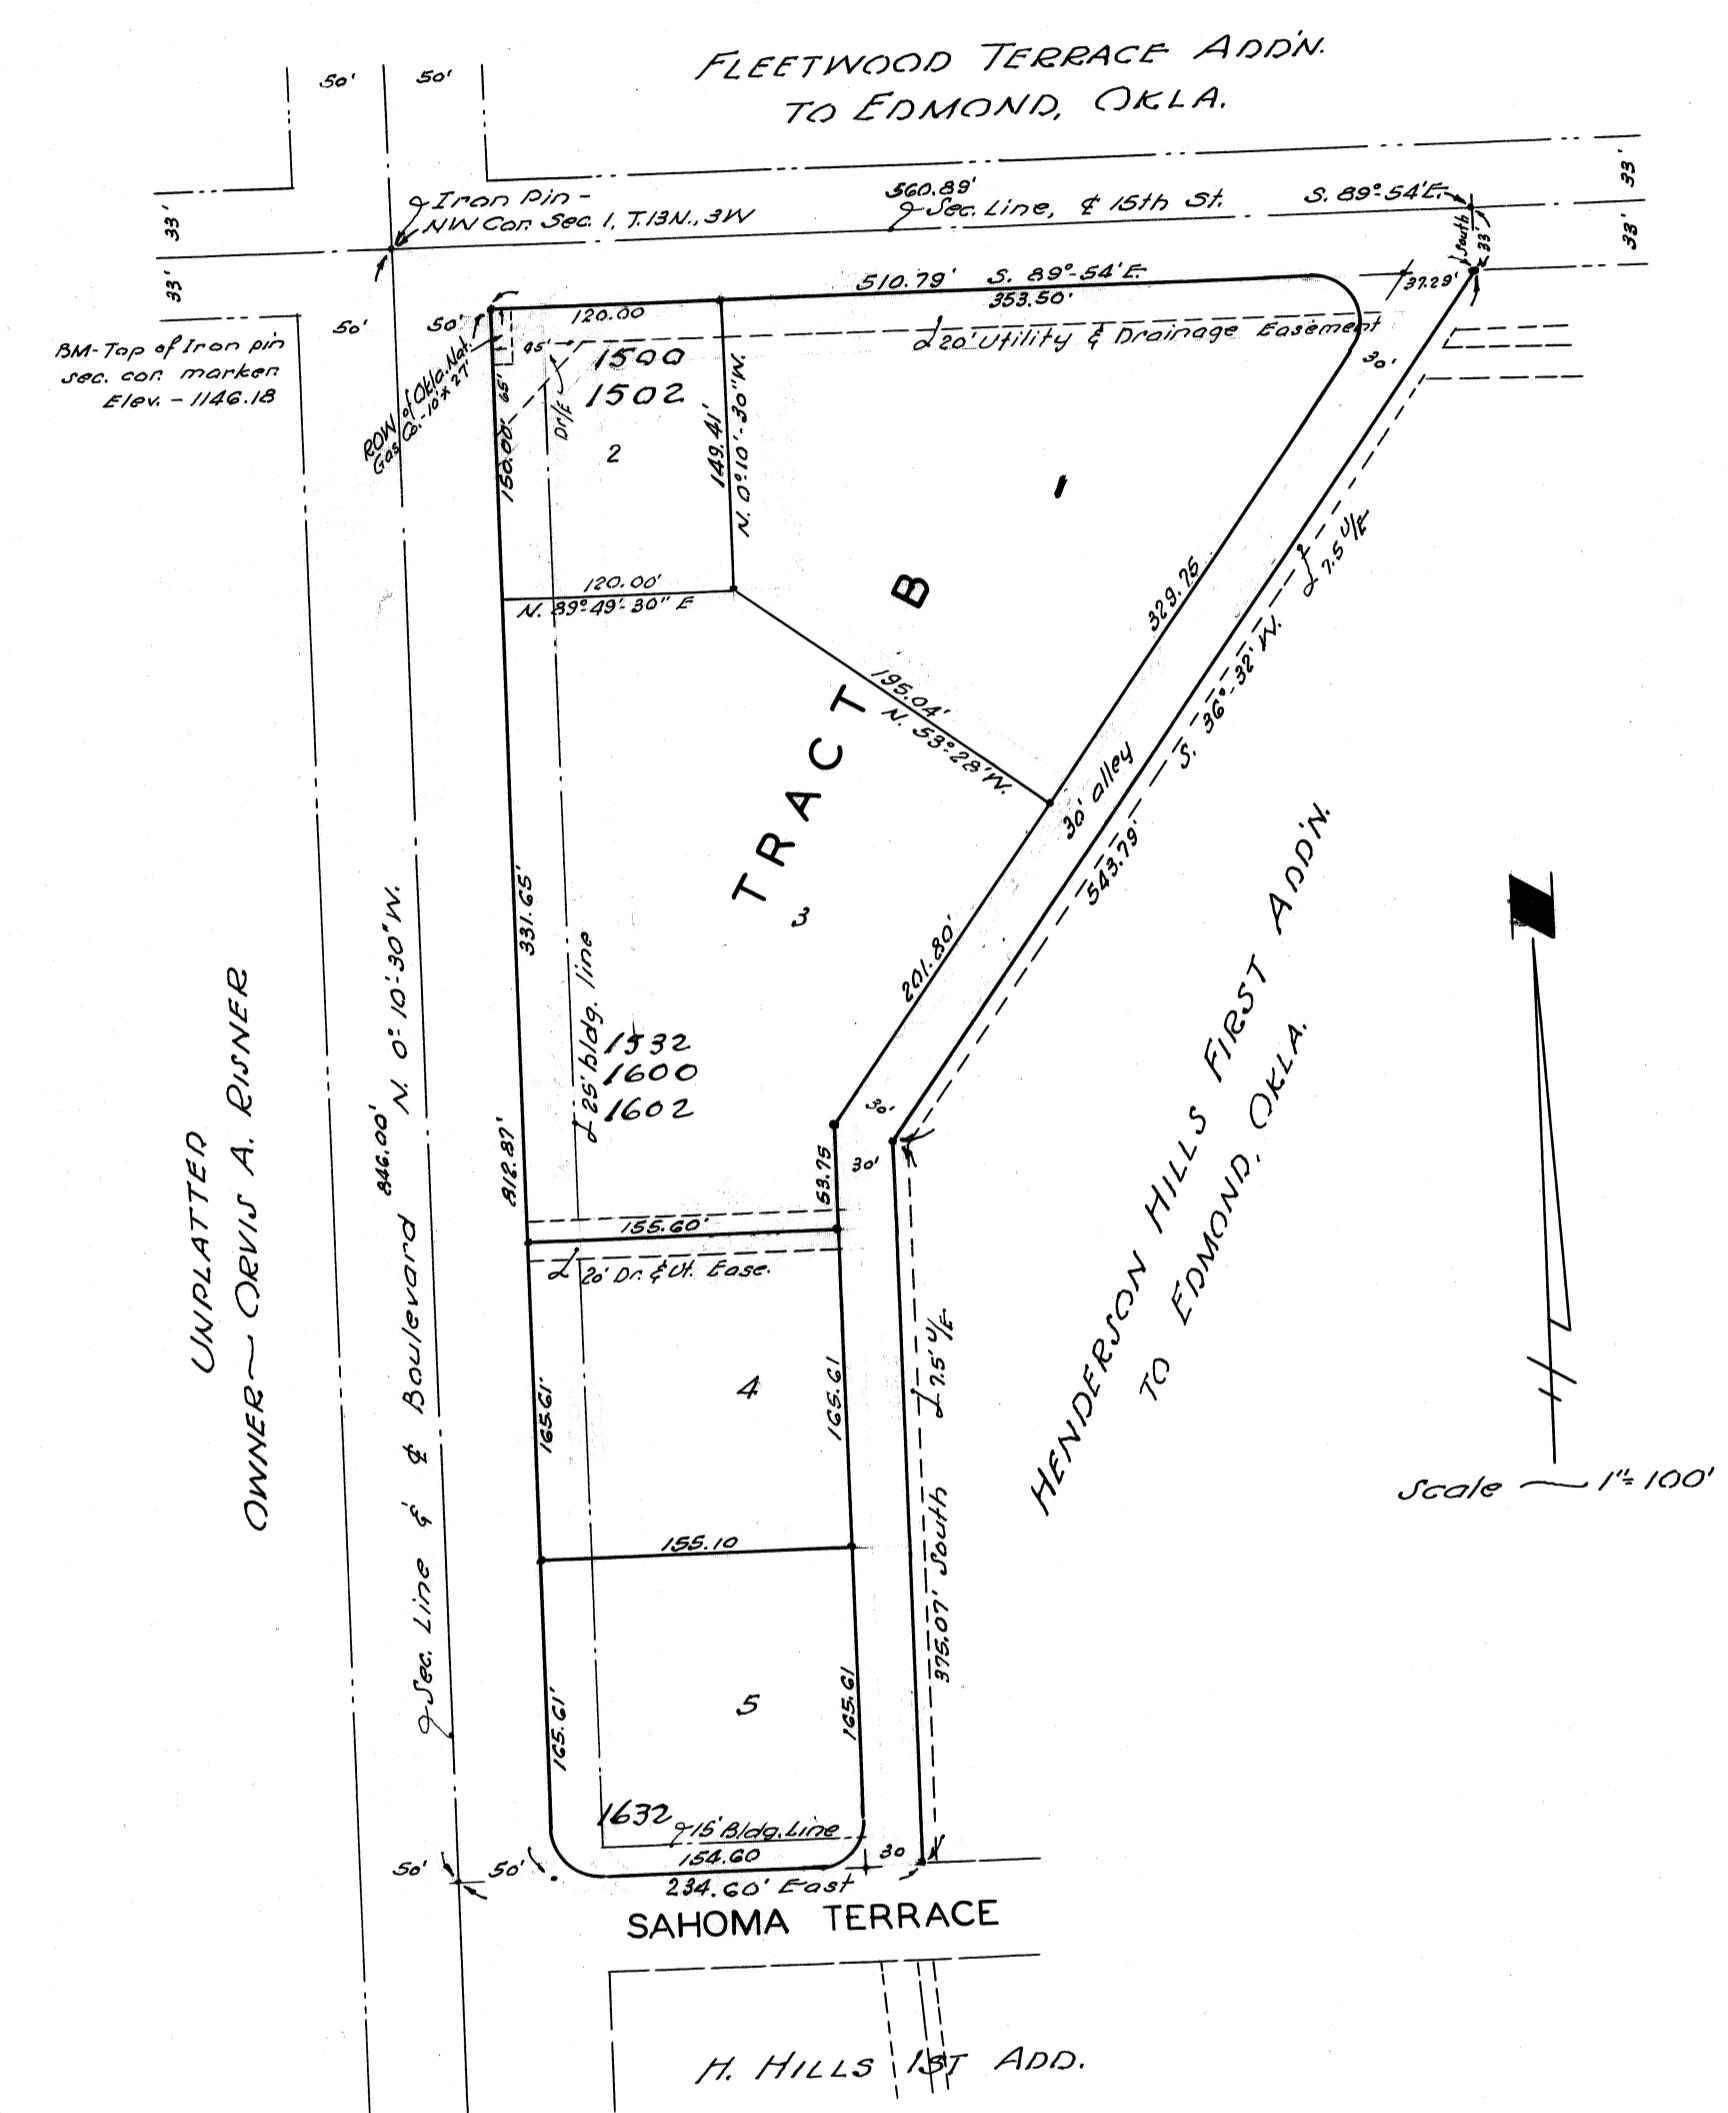 FLEETWOOD TERRACE ADD'N.
TO EDMOND, OKLA.
50'
50'
33'
33'
33'
33'
Iron Pin -
NW Cor. Sec. 1, T.13N., 3W
560.89'
Sec. Line, ℄ 15th St.
S. 89°-54'E.
South
33'
37.29'
510.79' S. 89°-54'E.
353.50'
120.00
20' Utility & Drainage Easement
30'
50'
50'
BM-Top of Iron pin
sec. cor. marker
Elev. - 1146.18
ROW of Okla. Nat.
Gas Co. - 10' x 27'
45'
65'
Dr/E
1500
1502
2
150.00'
149.41'
N. 0°10'-30"W.
1
120.00'
N. 89°-49'-30" E
TRACT B
195.04'
N. 53°-28'W.
329.75
7.5 U/E
S. 36°-32' W.
30' alley
543.79'
331.65'
3
201.80'
25' bldg. line
1532
1600
1602
30'
30'
53.75
812.87'
846.00'
N. 0°-10'-30"W.
Sec. Line & ℄ Boulevard
UNPLATTED
OWNER — ORVIS A. RISNER
155.60'
20' Dr. & Ut. Ease.
165.61'
4
165.61
7.5' U/E
375.07' South
155.10
165.61'
5
165.61
1632
15' Bldg. Line
154.60
30
50'
50'
234.60' East
SAHOMA TERRACE
H. HILLS 1ST ADD.
HENDERSON HILLS FIRST ADD'N.
TO EDMOND, OKLA.
Scale — 1"= 100'